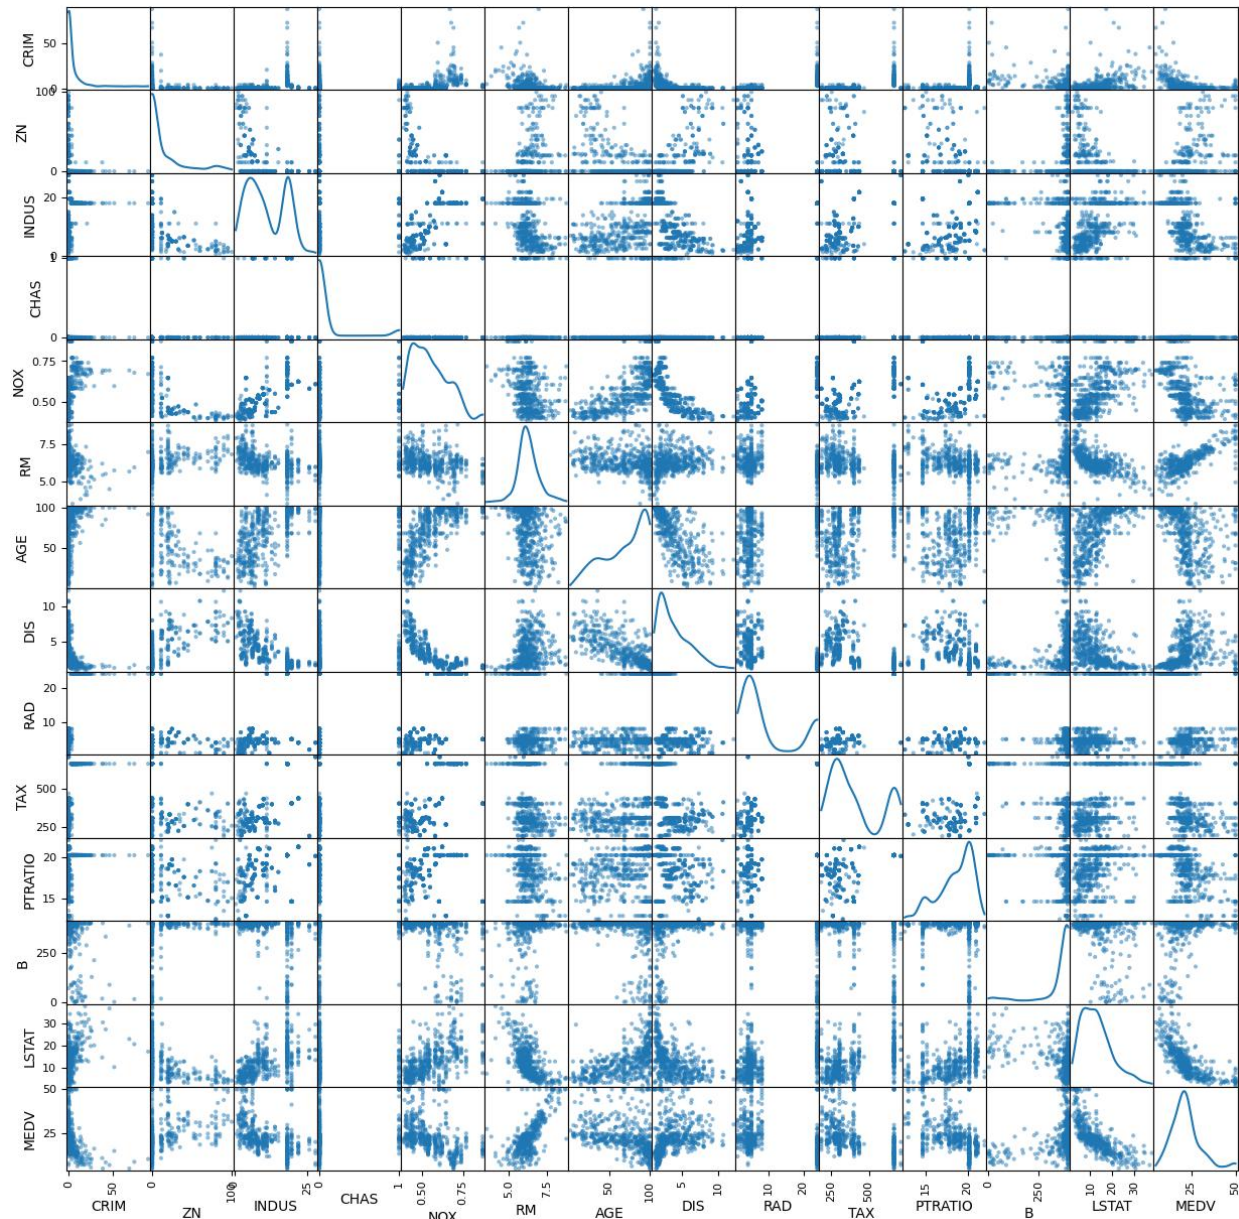 CRIM
50
0
ZN
100
0
INDUS
20
0
CHAS
1
0
NOX
0.75
0.50
RM
7.5
5.0
AGE
100
50
DIS
10
5
RAD
20
10
TAX
500
250
PTRATIO
20
15
B
250
0
LSTAT
30
20
10
MEDV
50
25
0 50 0 100 0 25 1 0.50 0.75 5.0 7.5 50 100 5 10 10 20 250 500 15 20 0 250 10 20 30 0 25 50
CRIM ZN INDUS CHAS NOX RM AGE DIS RAD TAX PTRATIO B LSTAT MEDV